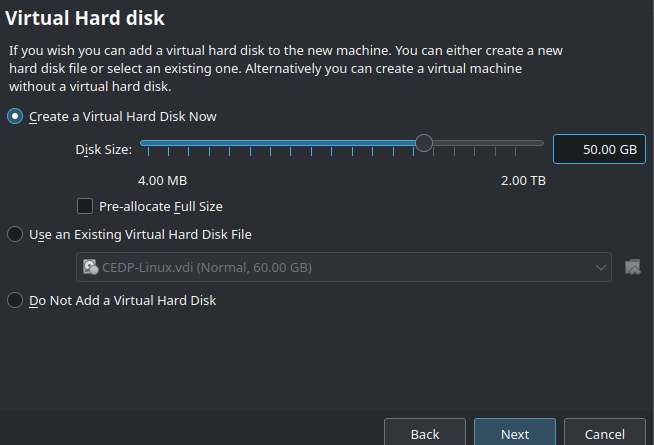 Virtual Hard disk
If you wish you can add a virtual hard disk to the new machine. You can either create a new
hard disk file or select an existing one. Alternatively you can create a virtual machine
without a virtual hard disk.
Create a Virtual Hard Disk Now
Disk Size:
50.00 GB
4.00 MB
2.00 TB
Pre-allocate Full Size
Use an Existing Virtual Hard Disk File
CEDP-Linux.vdi (Normal, 60.00 GB)
Do Not Add a Virtual Hard Disk
Back
Next
Cancel